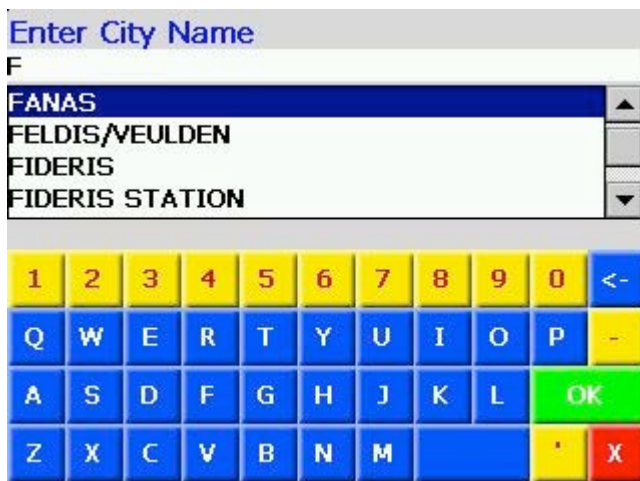 Enter City Name
F
FANAS
FELDIS/VEULDEN
FIDERIS
FIDERIS STATION
1 2 3 4 5 6 7 8 9 0 <-
Q W E R T Y U I O P -
A S D F G H J K L OK
Z X C V B N M ' X